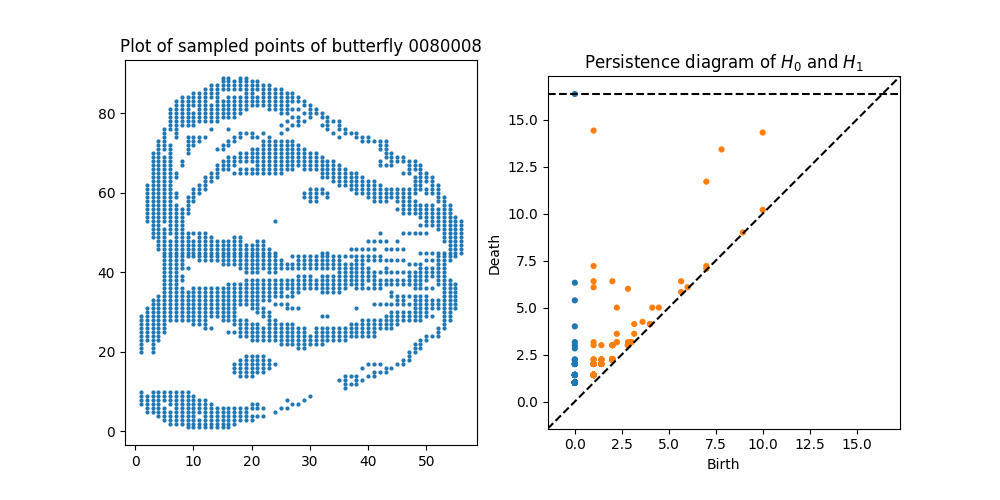 Plot of sampled points of butterfly 0080008
80
60
40
20
0
0 10 20 30 40 50
Persistence diagram of H₀ and H₁
Death
15.0
12.5
10.0
7.5
5.0
2.5
0.0
0.0 2.5 5.0 7.5 10.0 12.5 15.0
Birth